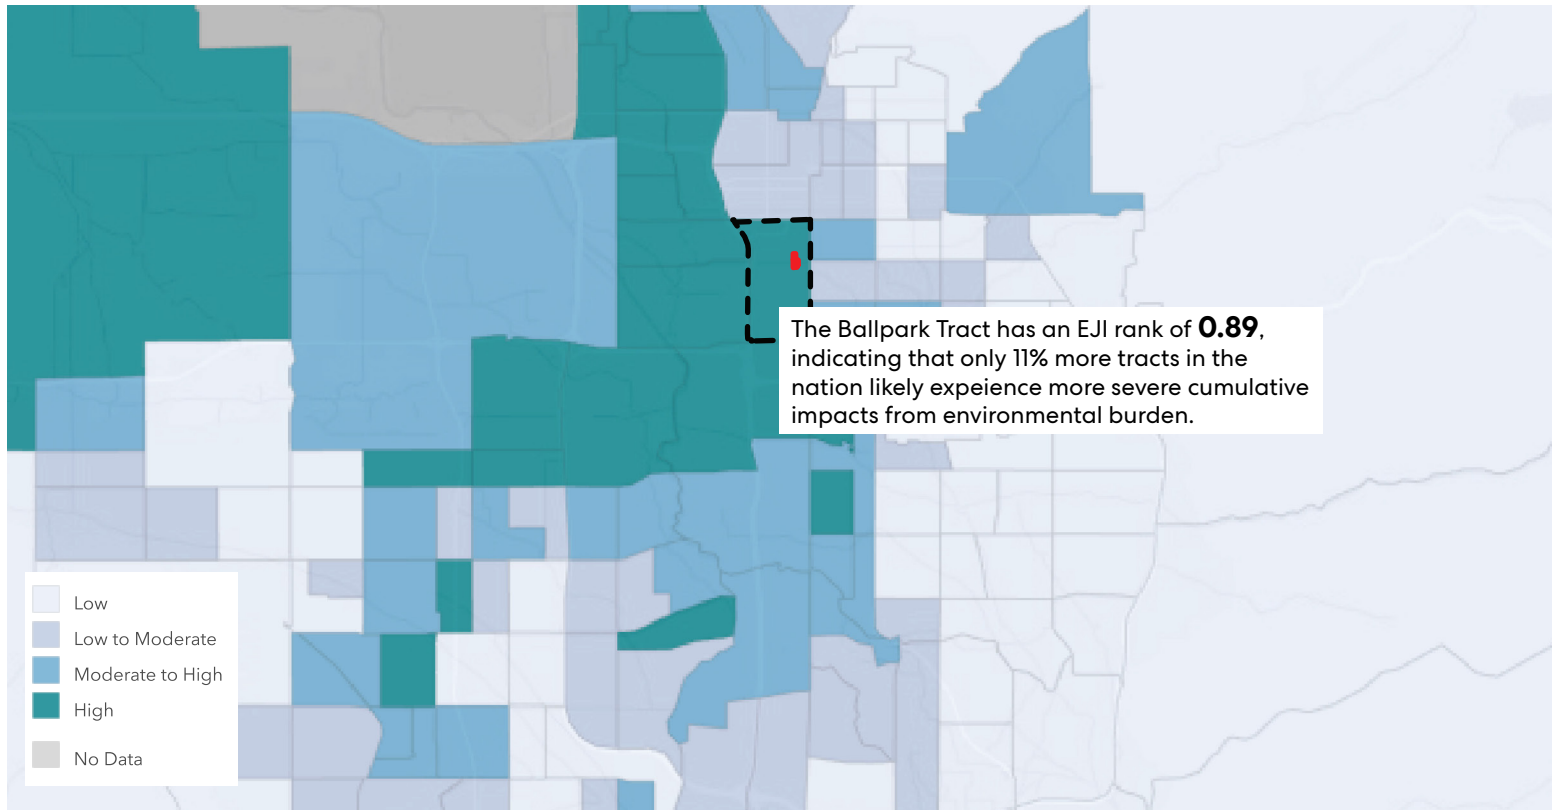 The Ballpark Tract has an EJI rank of 0.89,
indicating that only 11% more tracts in the
nation likely expeience more severe cumulative
impacts from environmental burden.
Low
Low to Moderate
Moderate to High
High
No Data